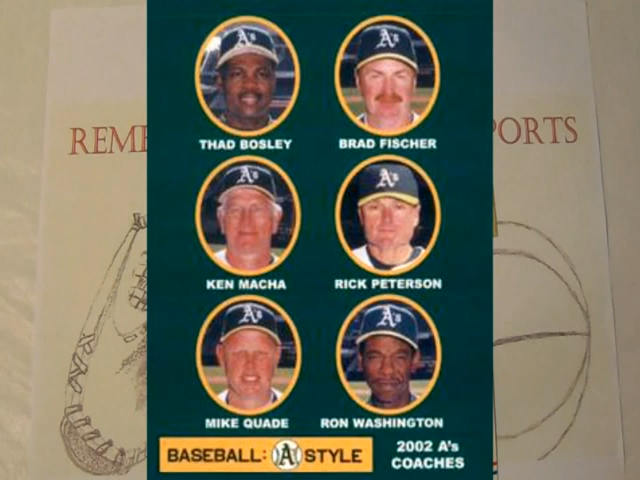 REME
PORTS
A's A's
THAD BOSLEY BRAD FISCHER
A's A's
KEN MACHA RICK PETERSON
A's A's
MIKE QUADE RON WASHINGTON
BASEBALL: A's STYLE
2002 A's
COACHES